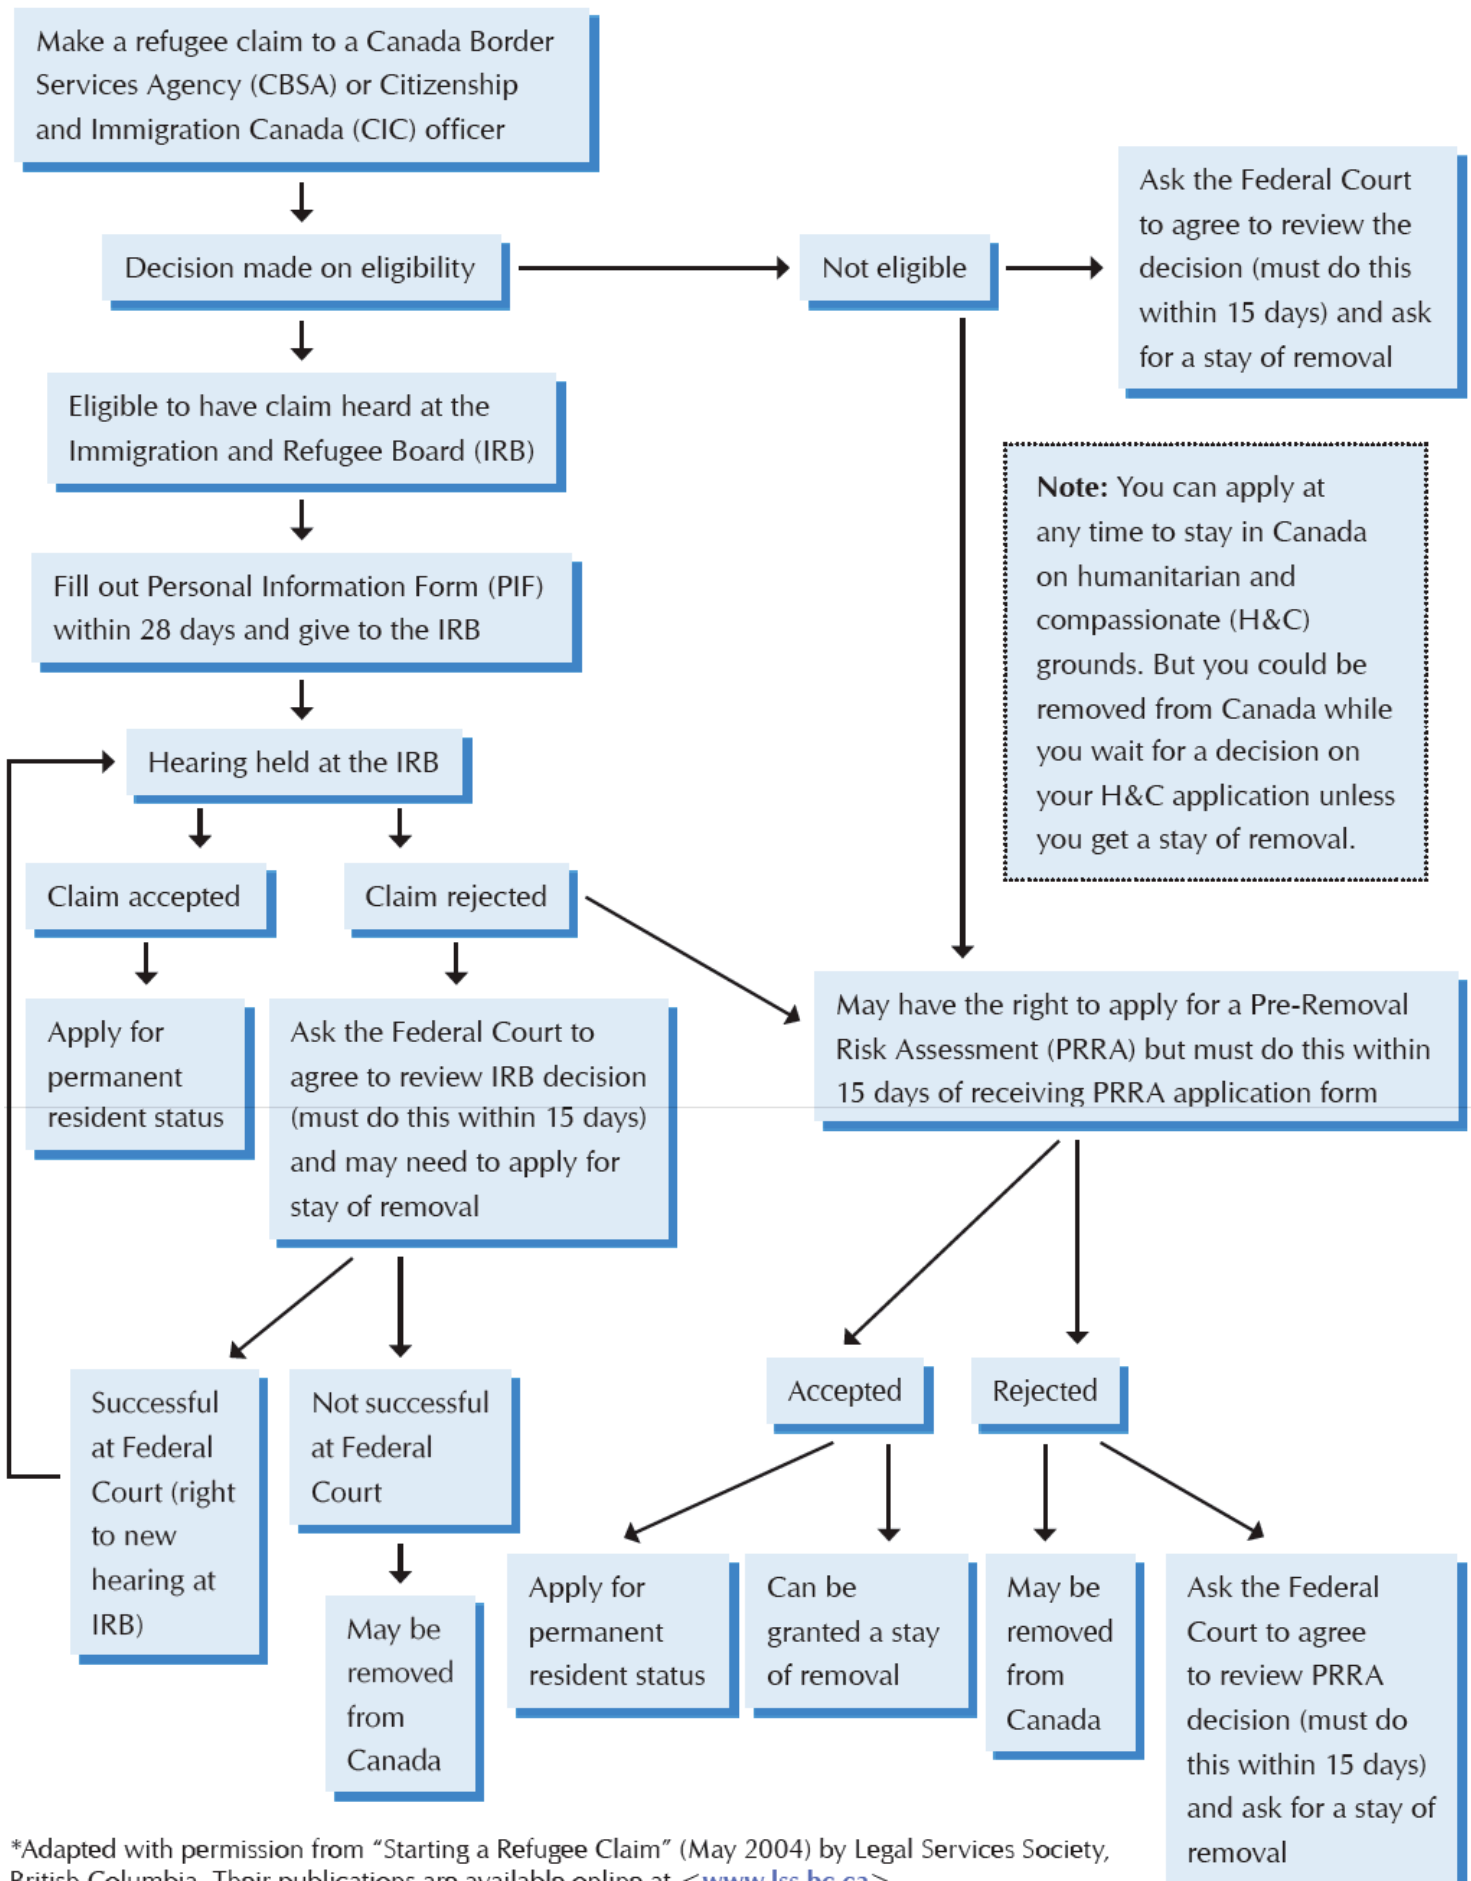 Make a refugee claim to a Canada Border
Services Agency (CBSA) or Citizenship
and Immigration Canada (CIC) officer
Decision made on eligibility
Not eligible
Ask the Federal Court
to agree to review the
decision (must do this
within 15 days) and ask
for a stay of removal
Eligible to have claim heard at the
Immigration and Refugee Board (IRB)
Note: You can apply at
any time to stay in Canada
on humanitarian and
compassionate (H&C)
grounds. But you could be
removed from Canada while
you wait for a decision on
your H&C application unless
you get a stay of removal.
Fill out Personal Information Form (PIF)
within 28 days and give to the IRB
Hearing held at the IRB
Claim accepted
Claim rejected
Apply for
permanent
resident status
Ask the Federal Court to
agree to review IRB decision
(must do this within 15 days)
and may need to apply for
stay of removal
May have the right to apply for a Pre-Removal
Risk Assessment (PRRA) but must do this within
15 days of receiving PRRA application form
Successful
at Federal
Court (right
to new
hearing at
IRB)
Not successful
at Federal
Court
May be
removed
from
Canada
Accepted
Rejected
Apply for
permanent
resident status
Can be
granted a stay
of removal
May be
removed
from
Canada
Ask the Federal
Court to agree
to review PRRA
decision (must do
this within 15 days)
and ask for a stay of
removal
*Adapted with permission from “Starting a Refugee Claim” (May 2004) by Legal Services Society,
British Columbia. Their publications are available online at <www.lss.bc.ca>